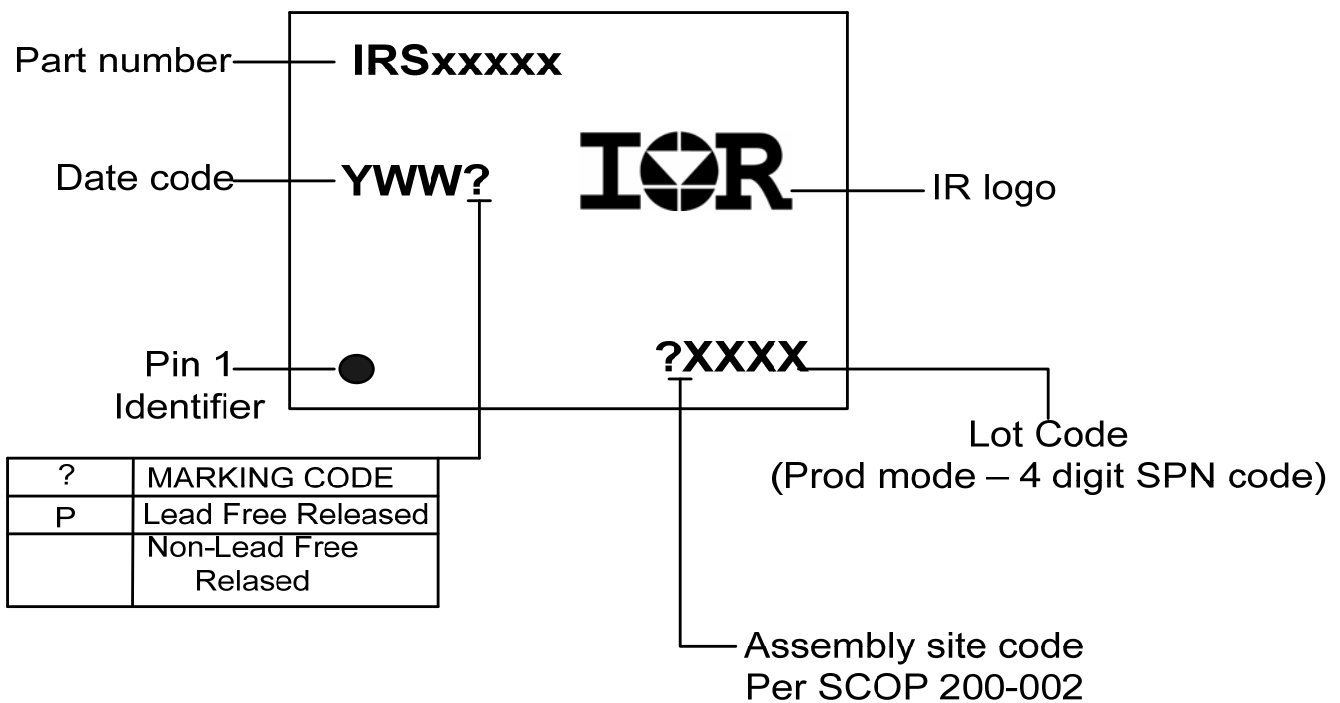 Part number
IRSxxxxx
Date code
YWW?
IOR
IR logo
Pin 1
Identifier
?XXXX
Lot Code
(Prod mode – 4 digit SPN code)
? MARKING CODE
P Lead Free Released
Non-Lead Free
Relased
Assembly site code
Per SCOP 200-002